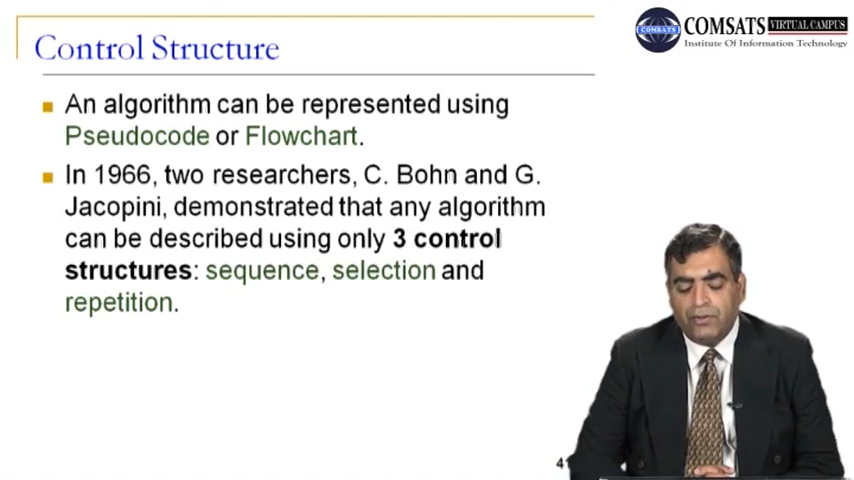 Control Structure
COMSATS VIRTUAL CAMPUS
Institute Of Information Technology
COMSATS
An algorithm can be represented using
Pseudocode or Flowchart.
In 1966, two researchers, C. Bohn and G.
Jacopini, demonstrated that any algorithm
can be described using only 3 control
structures: sequence, selection and
repetition.